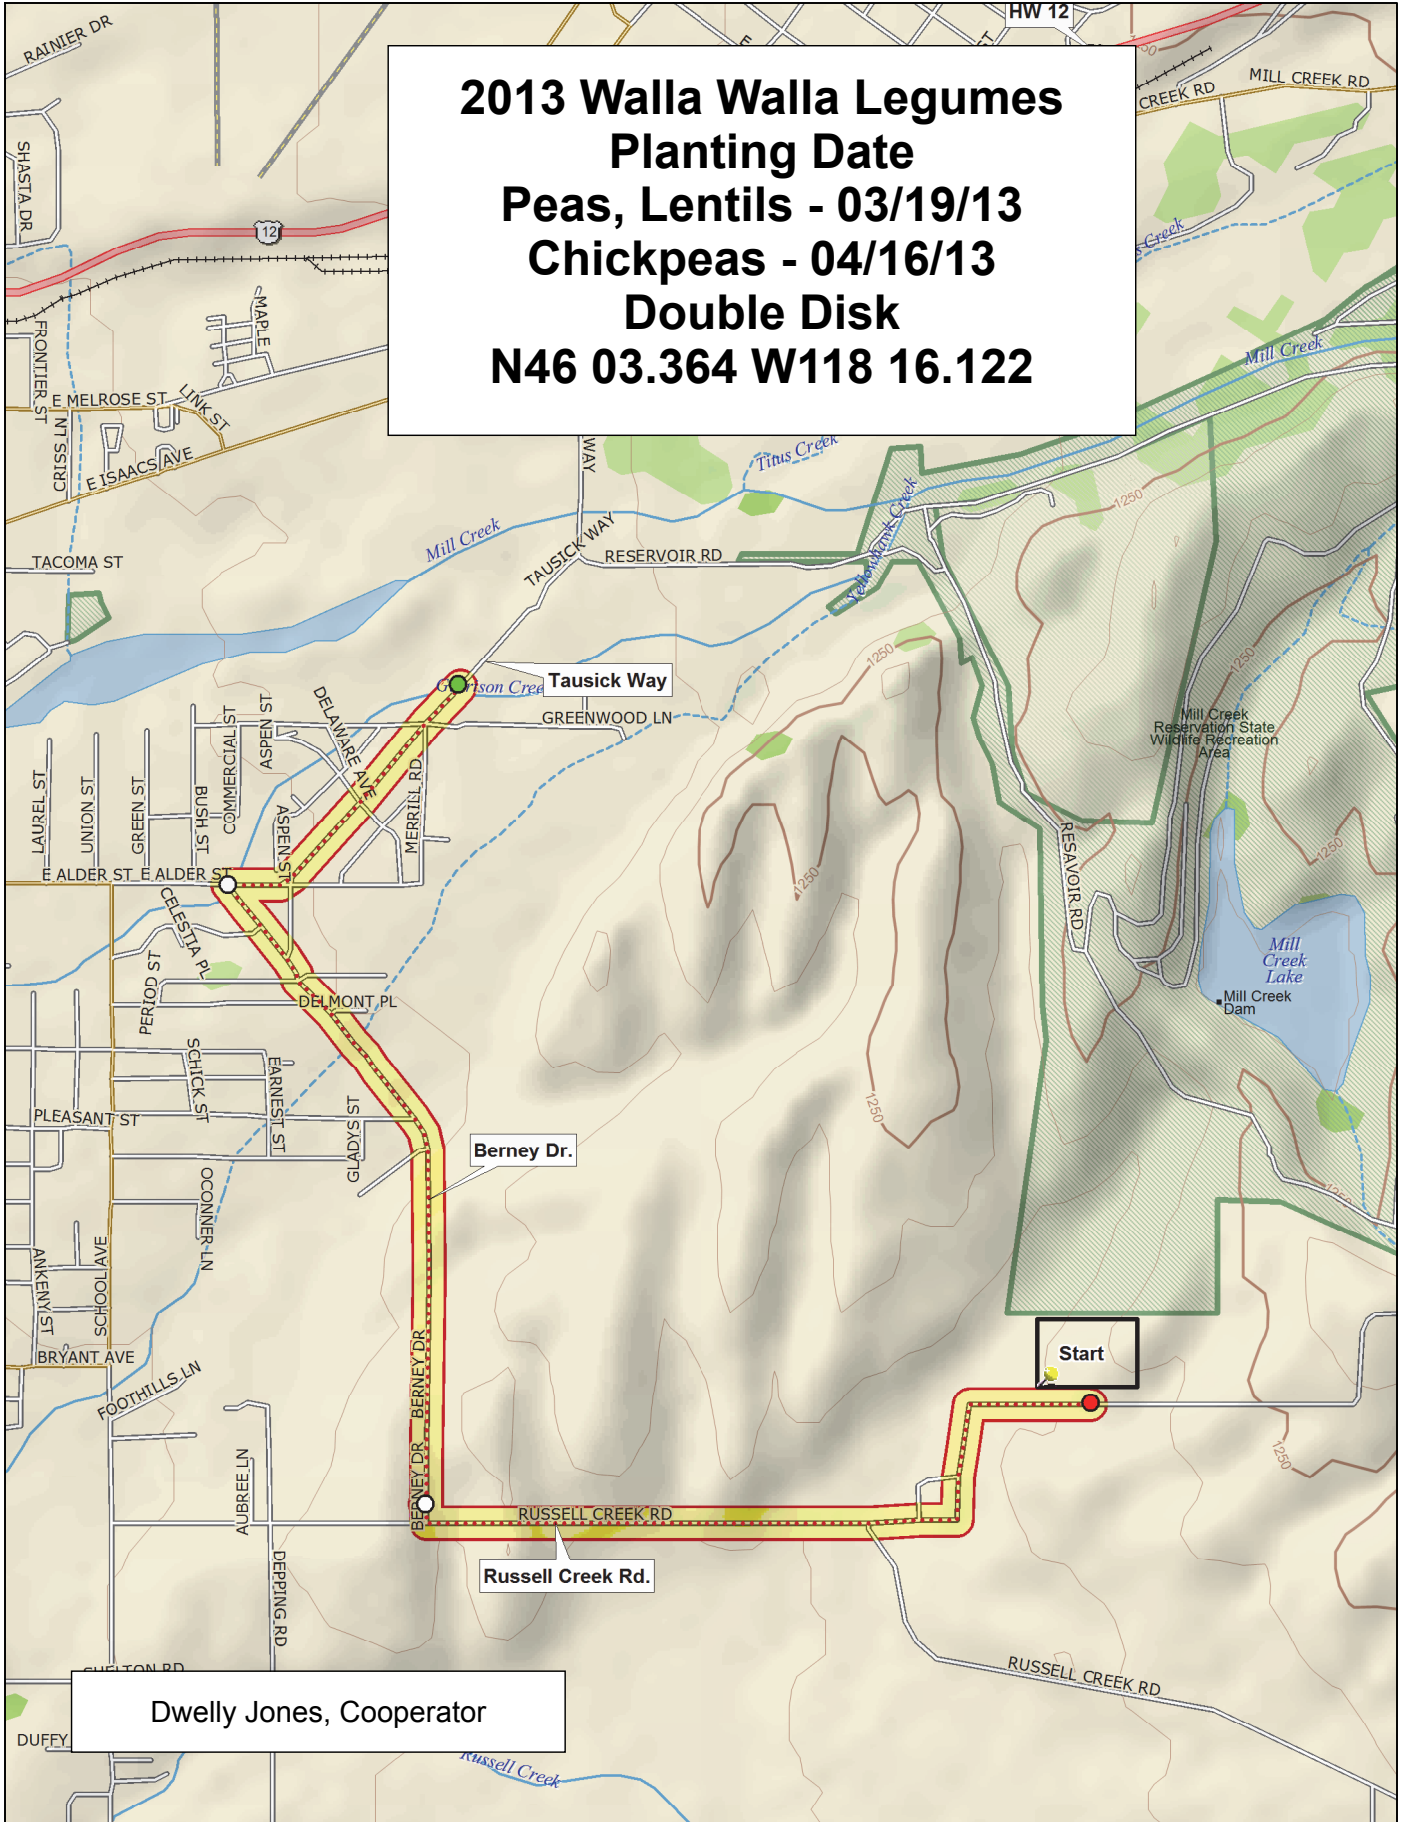 HW 12
RAINIER DR
MILL CREEK RD
CREEK RD
2013 Walla Walla Legumes
Planting Date
Peas, Lentils - 03/19/13
Chickpeas - 04/16/13
Double Disk
N46 03.364 W118 16.122
SHASTA DR
12
Creek
MAPLE
FRONTIER ST
Mill Creek
E MELROSE ST
LINK ST
CRISS LN
E ISAACS AVE
WAY
Titus Creek
1250
Yellowhawk Creek
Mill Creek
TAUSICK WAY
RESERVOIR RD
TACOMA ST
1250
1250
Tausick Way
GREENWOOD LN
DELAWARE AVE
ASPEN ST
COMMERCIAL ST
Mill Creek
Reservation State
Wildlife Recreation
Area
LAUREL ST
UNION ST
GREEN ST
BUSH ST
ASPEN ST
MERRILL RD
RESAVOIR RD
1250
1250
E ALDER ST
E ALDER ST
CELESTIA PL
Mill
Creek
Lake
PERIOD ST
DELMONT PL
Mill Creek
Dam
SCHICK ST
EARNEST ST
1250
PLEASANT ST
GLADYS ST
Berney Dr.
OCONNER LN
1250
ANKENY ST
SCHOOL AVE
Start
BRYANT AVE
BERNEY DR
FOOTHILLS LN
1250
AUBREE LN
BERNEY DR
RUSSELL CREEK RD
Russell Creek Rd.
DEPPING RD
SHELTON RD
RUSSELL CREEK RD
Dwelly Jones, Cooperator
DUFFY
Russell Creek